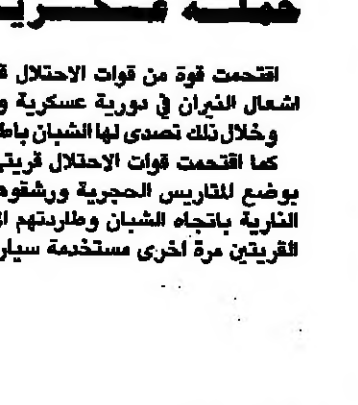 حملة عسكرية
اقتحمت قوة من قوات الاحتلال
اشعال النيران في دورية عسكرية و
وخلال ذلك تصدى لها الشبان
كما اقتحمت قوات الاحتلال
بوضع المتاريس الحجرية
النارية باتجاه الشبان وطاردتهم
القريتين مرة اخرى مستخدمة